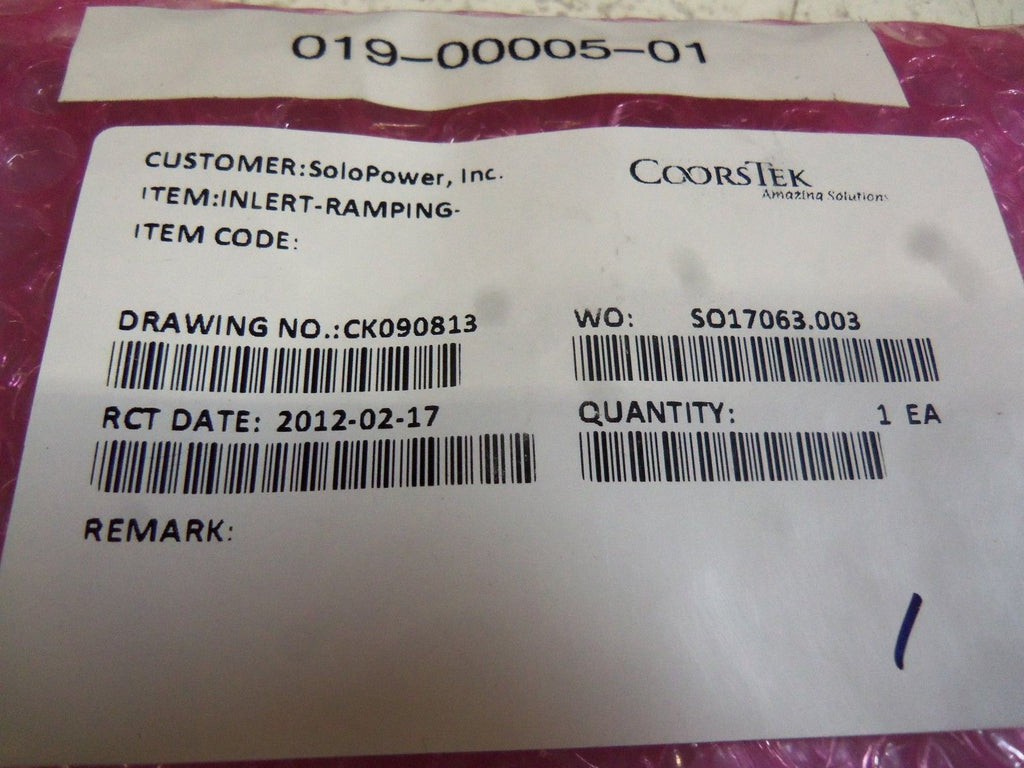 019-00005-01
CUSTOMER:SoloPower, Inc.
COORSTEK
Amazing Solutions
ITEM:INLERT-RAMPING-
ITEM CODE:
DRAWING NO.:CK090813
WO: SO17063.003
RCT DATE: 2012-02-17
QUANTITY: 1 EA
REMARK:
/